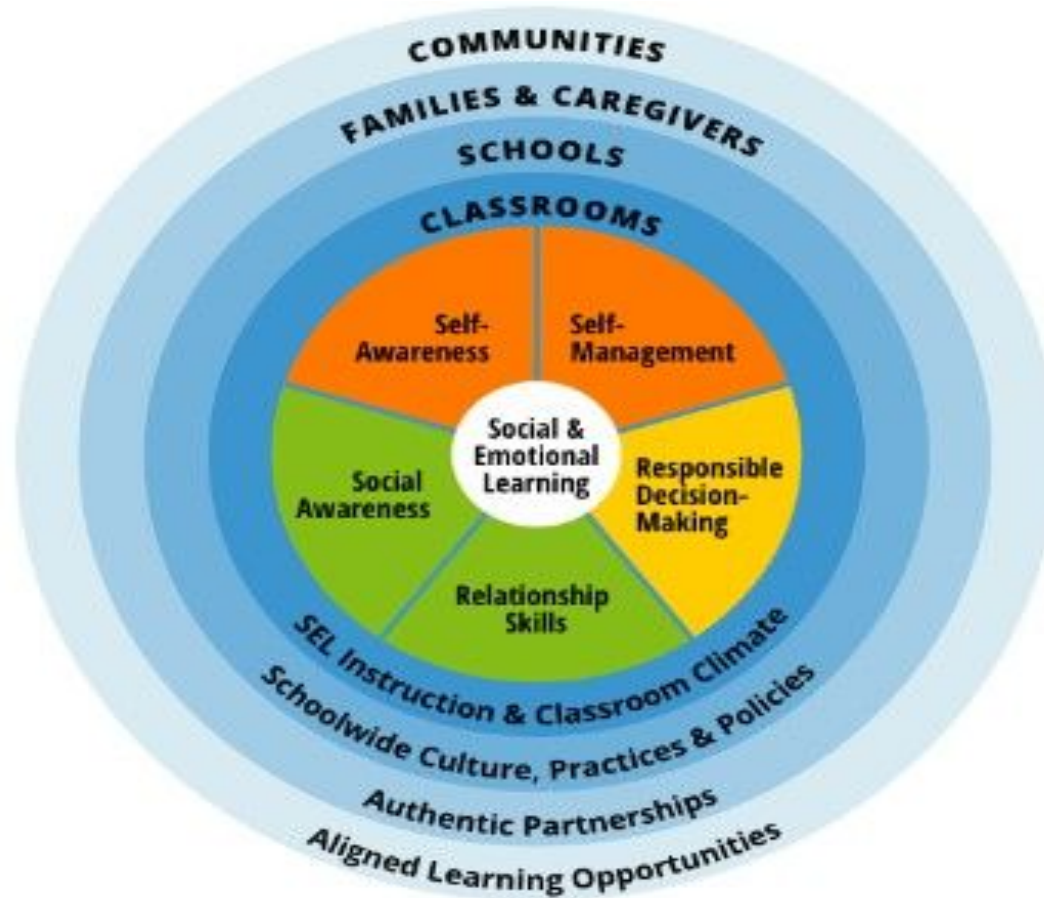 COMMUNITIES
FAMILIES & CAREGIVERS
SCHOOLS
CLASSROOMS
Self-
Awareness
Self-
Management
Social &
Emotional
Learning
Social
Awareness
Responsible
Decision-
Making
Relationship
Skills
SEL Instruction & Classroom Climate
Schoolwide Culture, Practices & Policies
Authentic Partnerships
Aligned Learning Opportunities